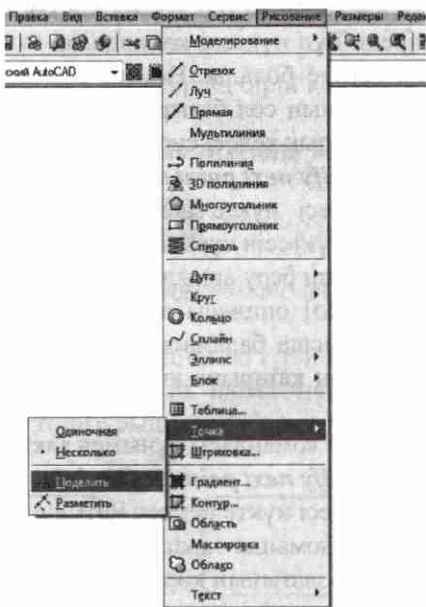 Правка Вид Вставка Формат Сервис Рисование Размеры
AutoCAD
Моделирование
Отрезок
Луч
Прямая
Мультилиния
Полилиния
3D полилиния
Многоугольник
Прямоугольник
Спираль
Дуга
Круг
Кольцо
Сплайн
Эллипс
Блок
Таблица...
Точка
Одиночная
Несколько
Поделить
Разметить
Штриховка...
Градиент...
Контур...
Область
Маскировка
Облако
Текст